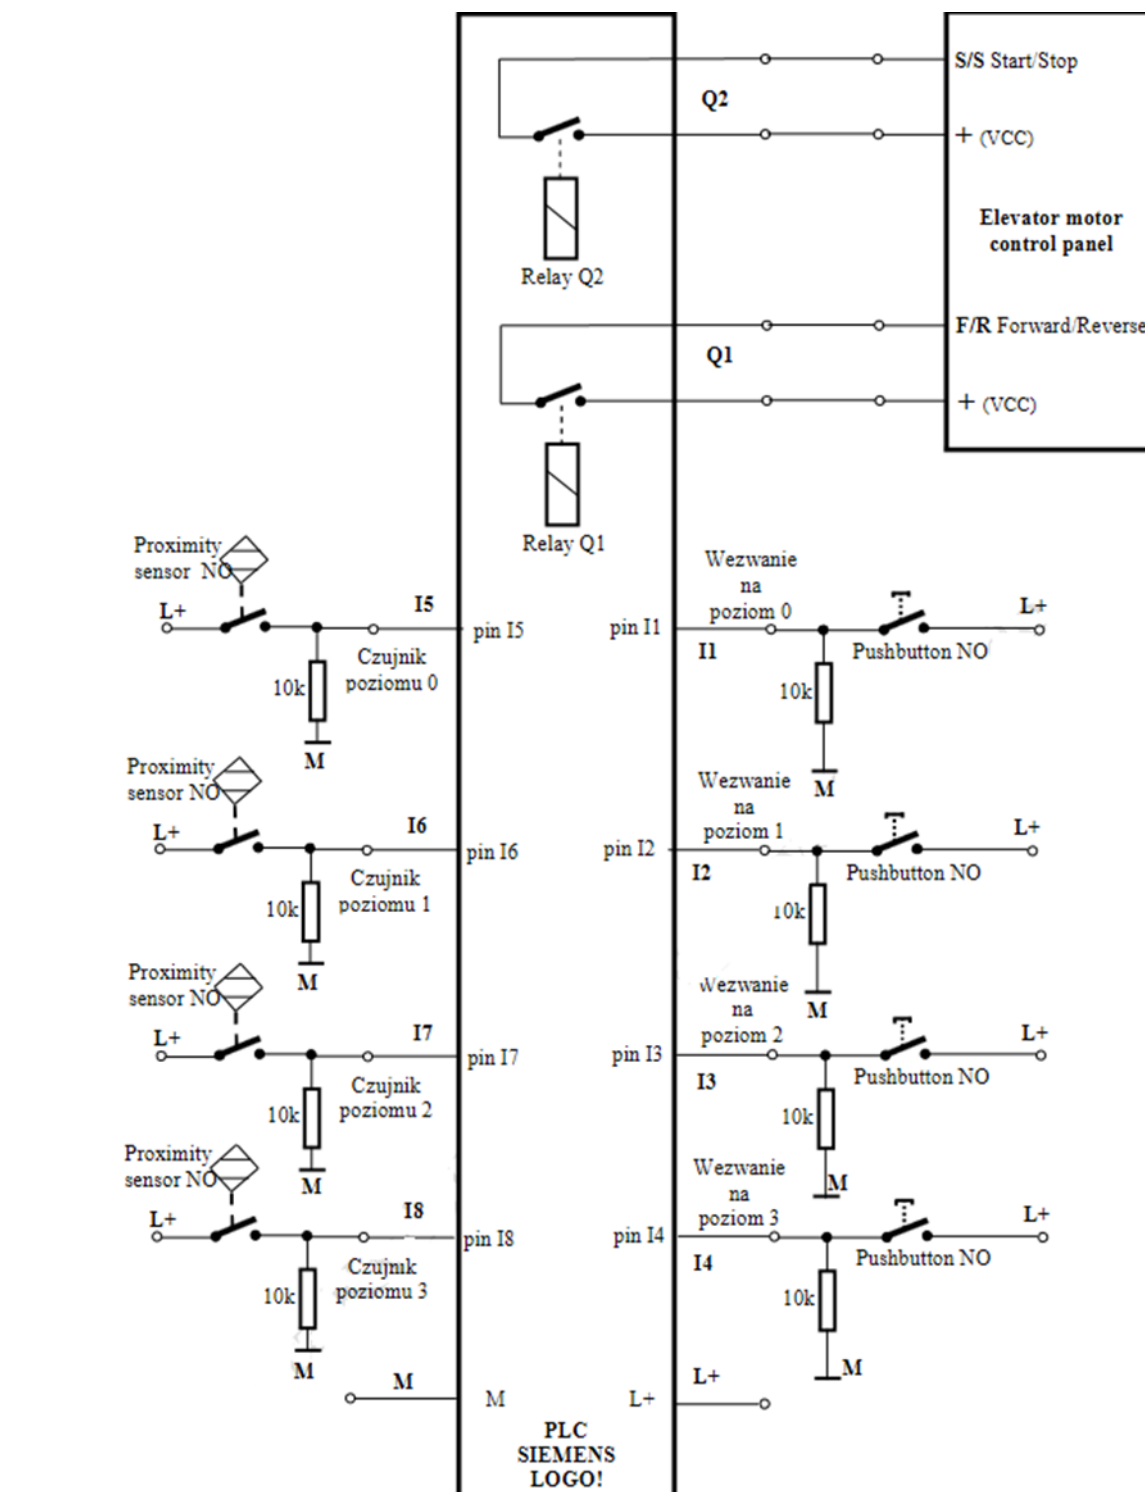 S/S Start/Stop
Q2
+ (VCC)
Elevator motor
control panel
Relay Q2
F/R Forward/Reverse
Q1
+ (VCC)
Relay Q1
Proximity
sensor NO
L+
I5
pin I5
Czujnik
poziomu 0
10k
M
Wezwanie
na
poziom 0
pin I1
I1
L+
Pushbutton NO
10k
M
Proximity
sensor NO
L+
I6
pin I6
Czujnik
poziomu 1
10k
M
Wezwanie
na
poziom 1
pin I2
I2
L+
Pushbutton NO
10k
M
Proximity
sensor NO
L+
I7
pin I7
Czujnik
poziomu 2
10k
M
Wezwanie
na
poziom 2
pin I3
I3
L+
Pushbutton NO
10k
M
Proximity
sensor NO
L+
I8
pin I8
Czujnik
poziomu 3
10k
M
Wezwanie
na
poziom 3
pin I4
I4
L+
Pushbutton NO
10k
M
M
M
L+
L+
PLC
SIEMENS
LOGO!